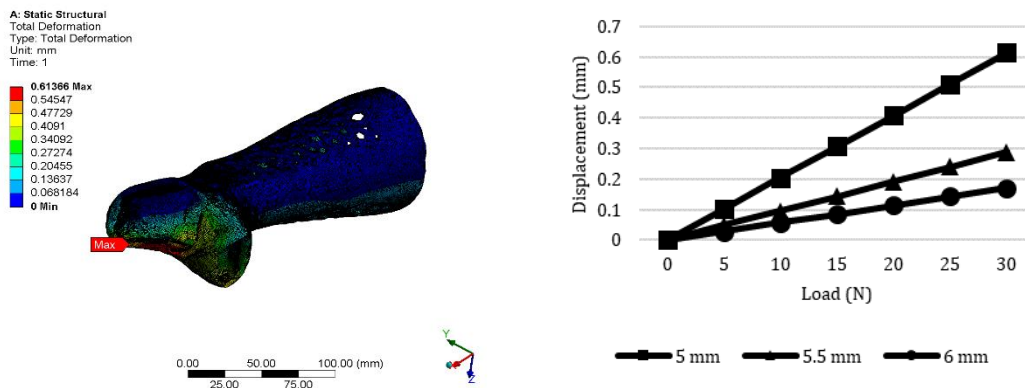 A: Static Structural
Total Deformation
Type: Total Deformation
Unit: mm
Time: 1
0.61366 Max
0.54547
0.47729
0.4091
0.34092
0.27274
0.20455
0.13637
0.068184
0 Min
Max
0.00 50.00 100.00 (mm)
25.00 75.00
Y
Z
Displacement (mm)
0.7
0.6
0.5
0.4
0.3
0.2
0.1
0
0 5 10 15 20 25 30
Load (N)
5 mm 5.5 mm 6 mm